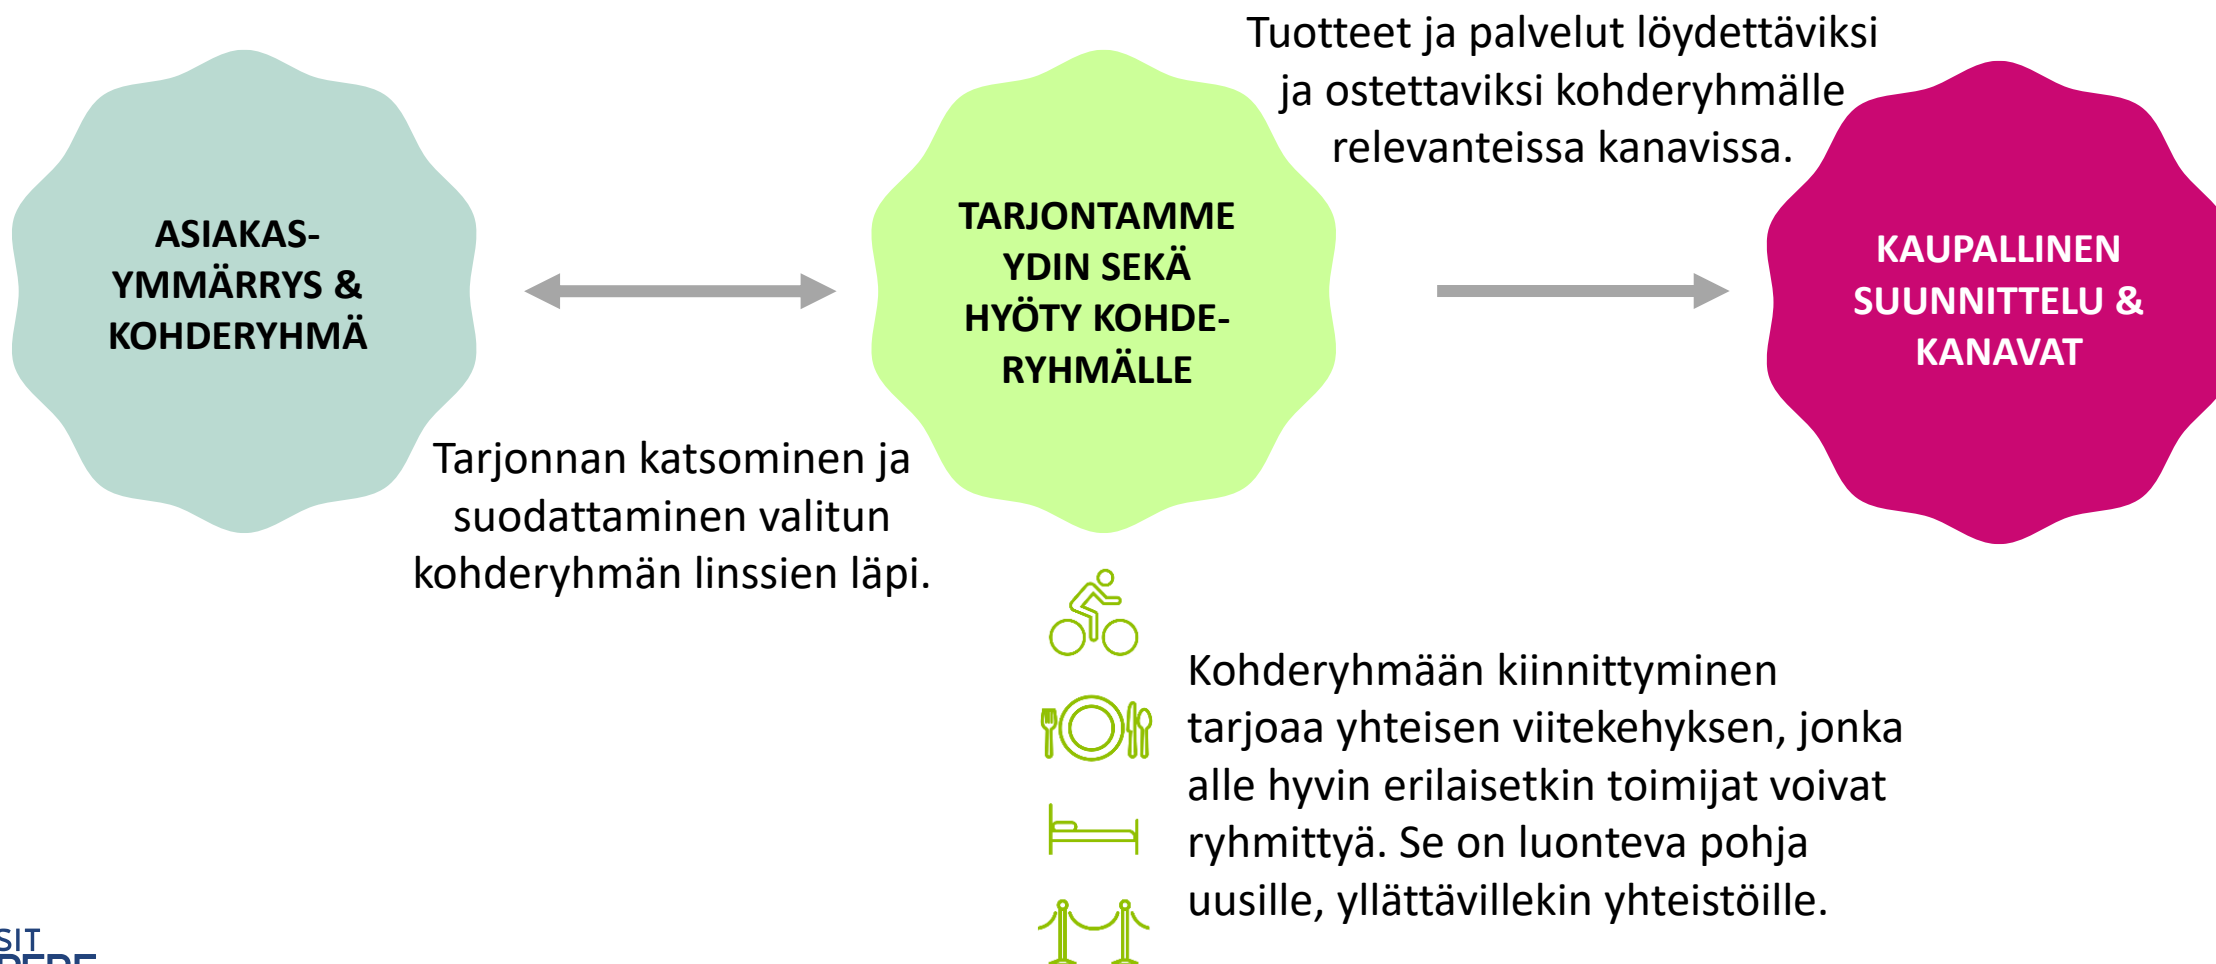 Tuotteet ja palvelut löydettäviksi
ja ostettaviksi kohderyhmälle
relevanteissa kanavissa.
ASIAKAS-
YMMÄRRYS &
KOHDERYHMÄ
TARJONTAMME
YDIN SEKÄ
HYÖTY KOHDE-
RYHMÄLLE
KAUPALLINEN
SUUNNITTELU &
KANAVAT
Tarjonnan katsominen ja
suodattaminen valitun
kohderyhmän linssien läpi.
Kohderyhmään kiinnittyminen
tarjoaa yhteisen viitekehyksen, jonka
alle hyvin erilaisetkin toimijat voivat
ryhmittyä. Se on luonteva pohja
uusille, yllättävillekin yhteistöille.